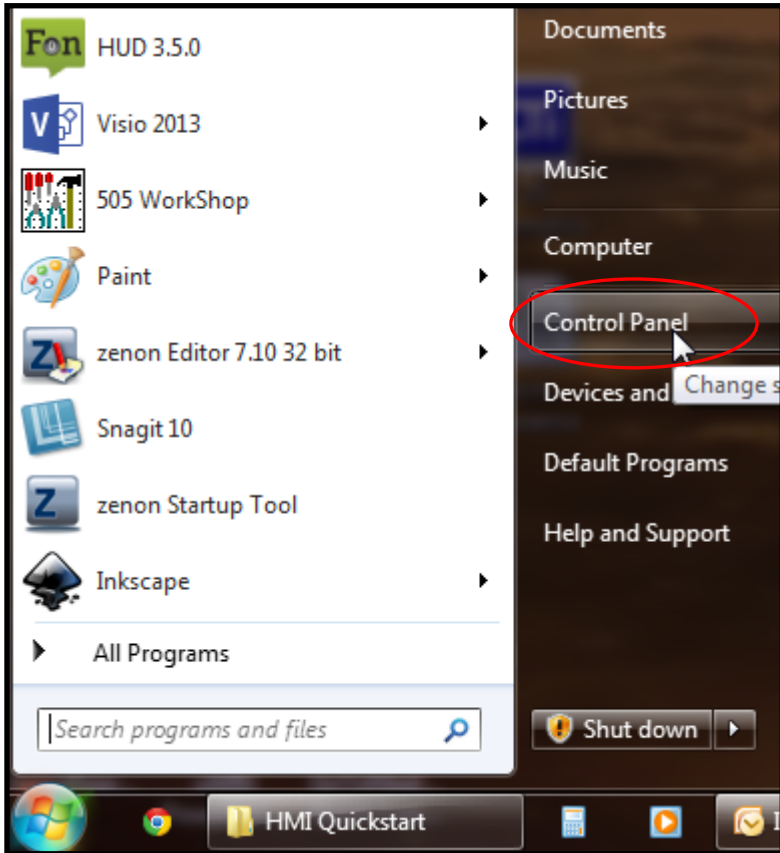 Fon HUD 3.5.0
Visio 2013
505 WorkShop
Paint
zenon Editor 7.10 32 bit
Snagit 10
zenon Startup Tool
Inkscape
All Programs
Search programs and files
Documents
Pictures
Music
Computer
Control Panel
Change s
Devices and
Default Programs
Help and Support
Shut down
HMI Quickstart
I